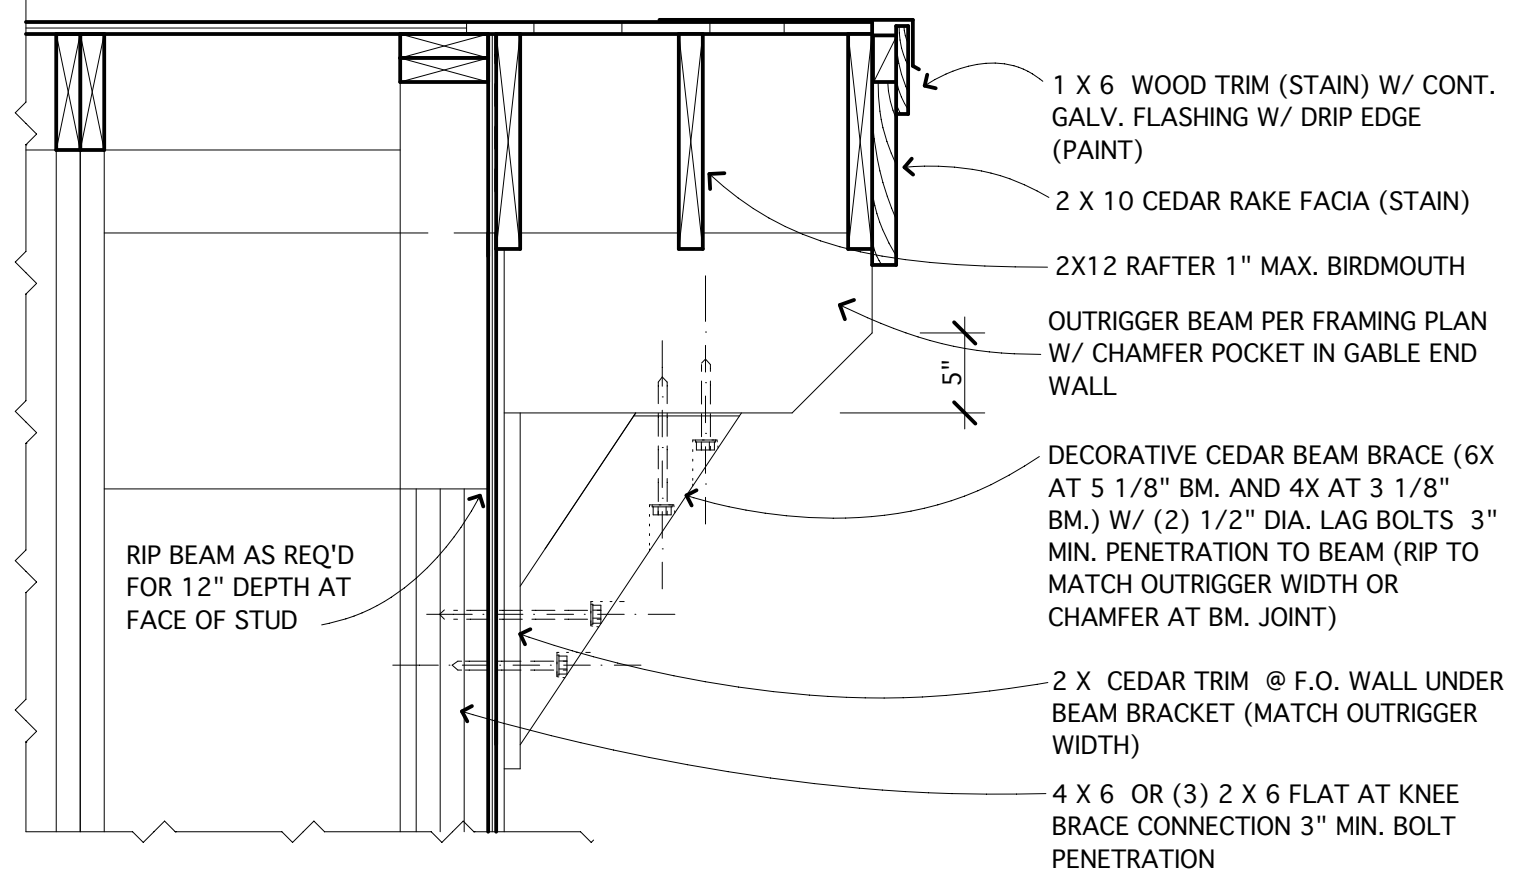 1 X 6 WOOD TRIM (STAIN) W/ CONT.
GALV. FLASHING W/ DRIP EDGE
(PAINT)
2 X 10 CEDAR RAKE FACIA (STAIN)
2X12 RAFTER 1" MAX. BIRDMOUTH
OUTRIGGER BEAM PER FRAMING PLAN
W/ CHAMFER POCKET IN GABLE END
WALL
5"
DECORATIVE CEDAR BEAM BRACE (6X
AT 5 1/8" BM. AND 4X AT 3 1/8"
BM.) W/ (2) 1/2" DIA. LAG BOLTS 3"
MIN. PENETRATION TO BEAM (RIP TO
MATCH OUTRIGGER WIDTH OR
CHAMFER AT BM. JOINT)
RIP BEAM AS REQ'D
FOR 12" DEPTH AT
FACE OF STUD
2 X CEDAR TRIM @ F.O. WALL UNDER
BEAM BRACKET (MATCH OUTRIGGER
WIDTH)
4 X 6 OR (3) 2 X 6 FLAT AT KNEE
BRACE CONNECTION 3" MIN. BOLT
PENETRATION